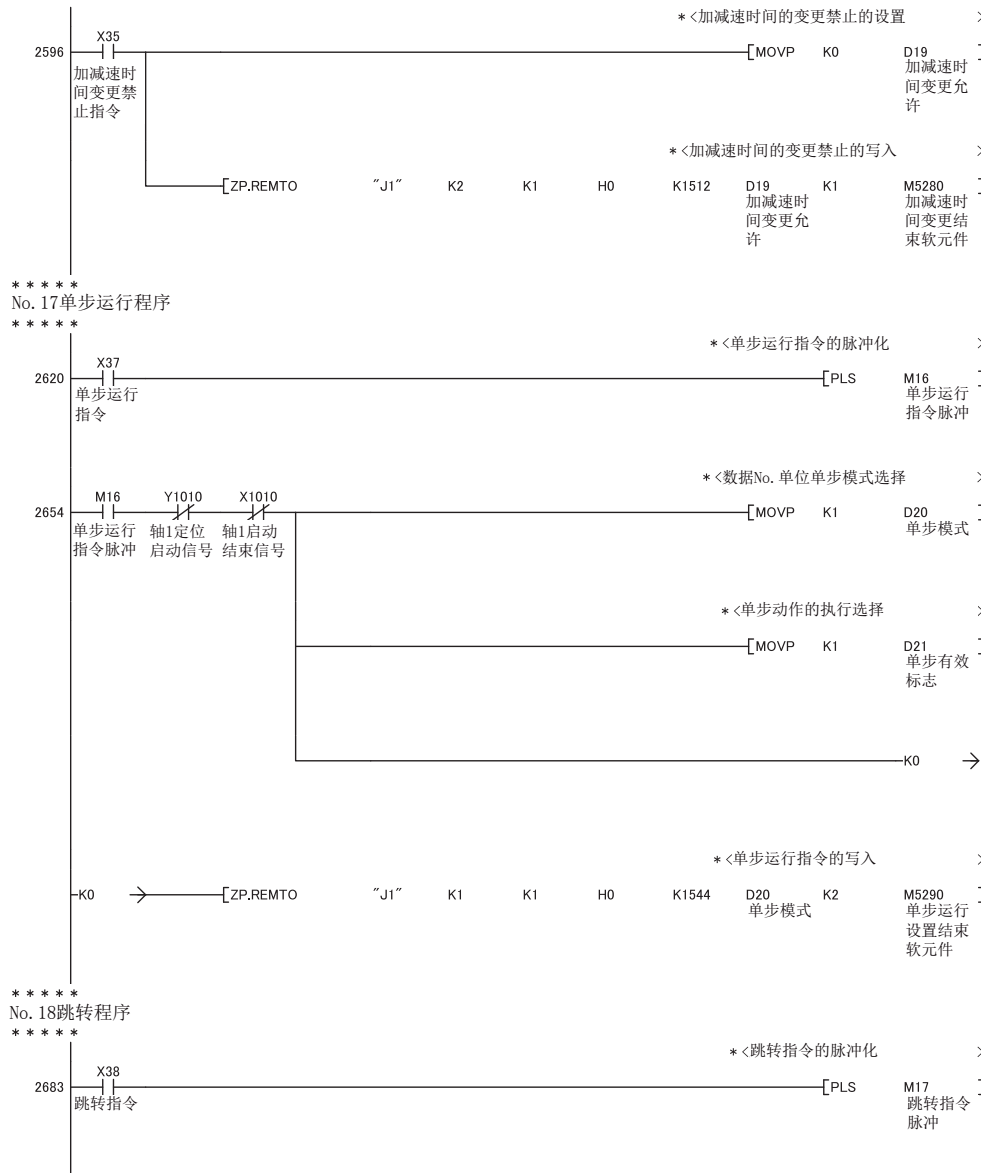 *<加减速时间的变更禁止的设置 >
X35
2596 [MOVP K0 D19 ]
加减速时
间变更禁
止指令
加减速时
间变更允
许
*<加减速时间的变更禁止的写入 >
[ZP.REMTO "J1" K2 K1 H0 K1512 D19 K1 M5280 ]
加减速时
间变更允
许
加减速时
间变更结
束软元件
*****
No.17单步运行程序
*****
*<单步运行指令的脉冲化 >
X37
2620 [PLS M16 ]
单步运行
指令
单步运行
指令脉冲
*<数据No.单位单步模式选择 >
M16 Y1010 X1010
2654 [MOVP K1 D20 ]
单步运行
指令脉冲
轴1定位
启动信号
轴1启动
结束信号
单步模式
*<单步动作的执行选择 >
[MOVP K1 D21 ]
单步有效
标志
K0
*<单步运行指令的写入 >
K0 [ZP.REMTO "J1" K1 K1 H0 K1544 D20 K2 M5290 ]
单步模式
单步运行
设置结束
软元件
*****
No.18跳转程序
*****
*<跳转指令的脉冲化 >
X38
2683 [PLS M17 ]
跳转指令
跳转指令
脉冲